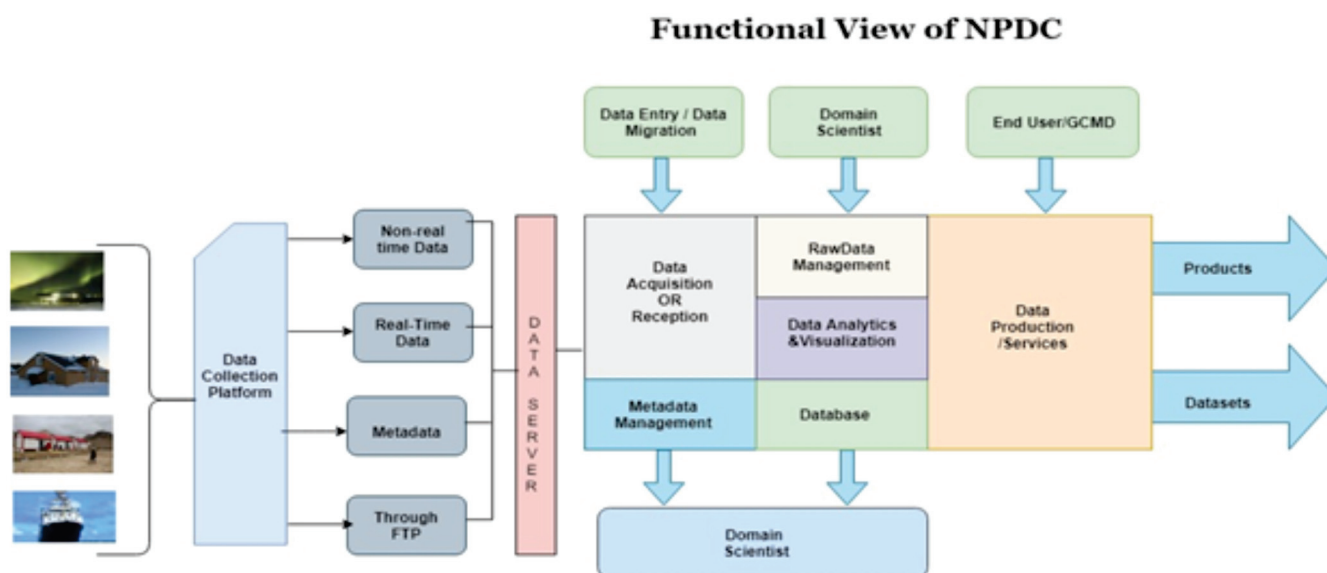 Functional View of NPDC
Data Entry / Data
Migration
Domain
Scientist
End User/GCMD
Non-real
time Data
Real-Time
Data
Metadata
Through
FTP
Data
Collection
Platform
DATA SERVER
Data
Acquisition
OR
Reception
RawData
Management
Data Analytics
&Visualization
Metadata
Management
Database
Data
Production
/Services
Products
Datasets
Domain
Scientist